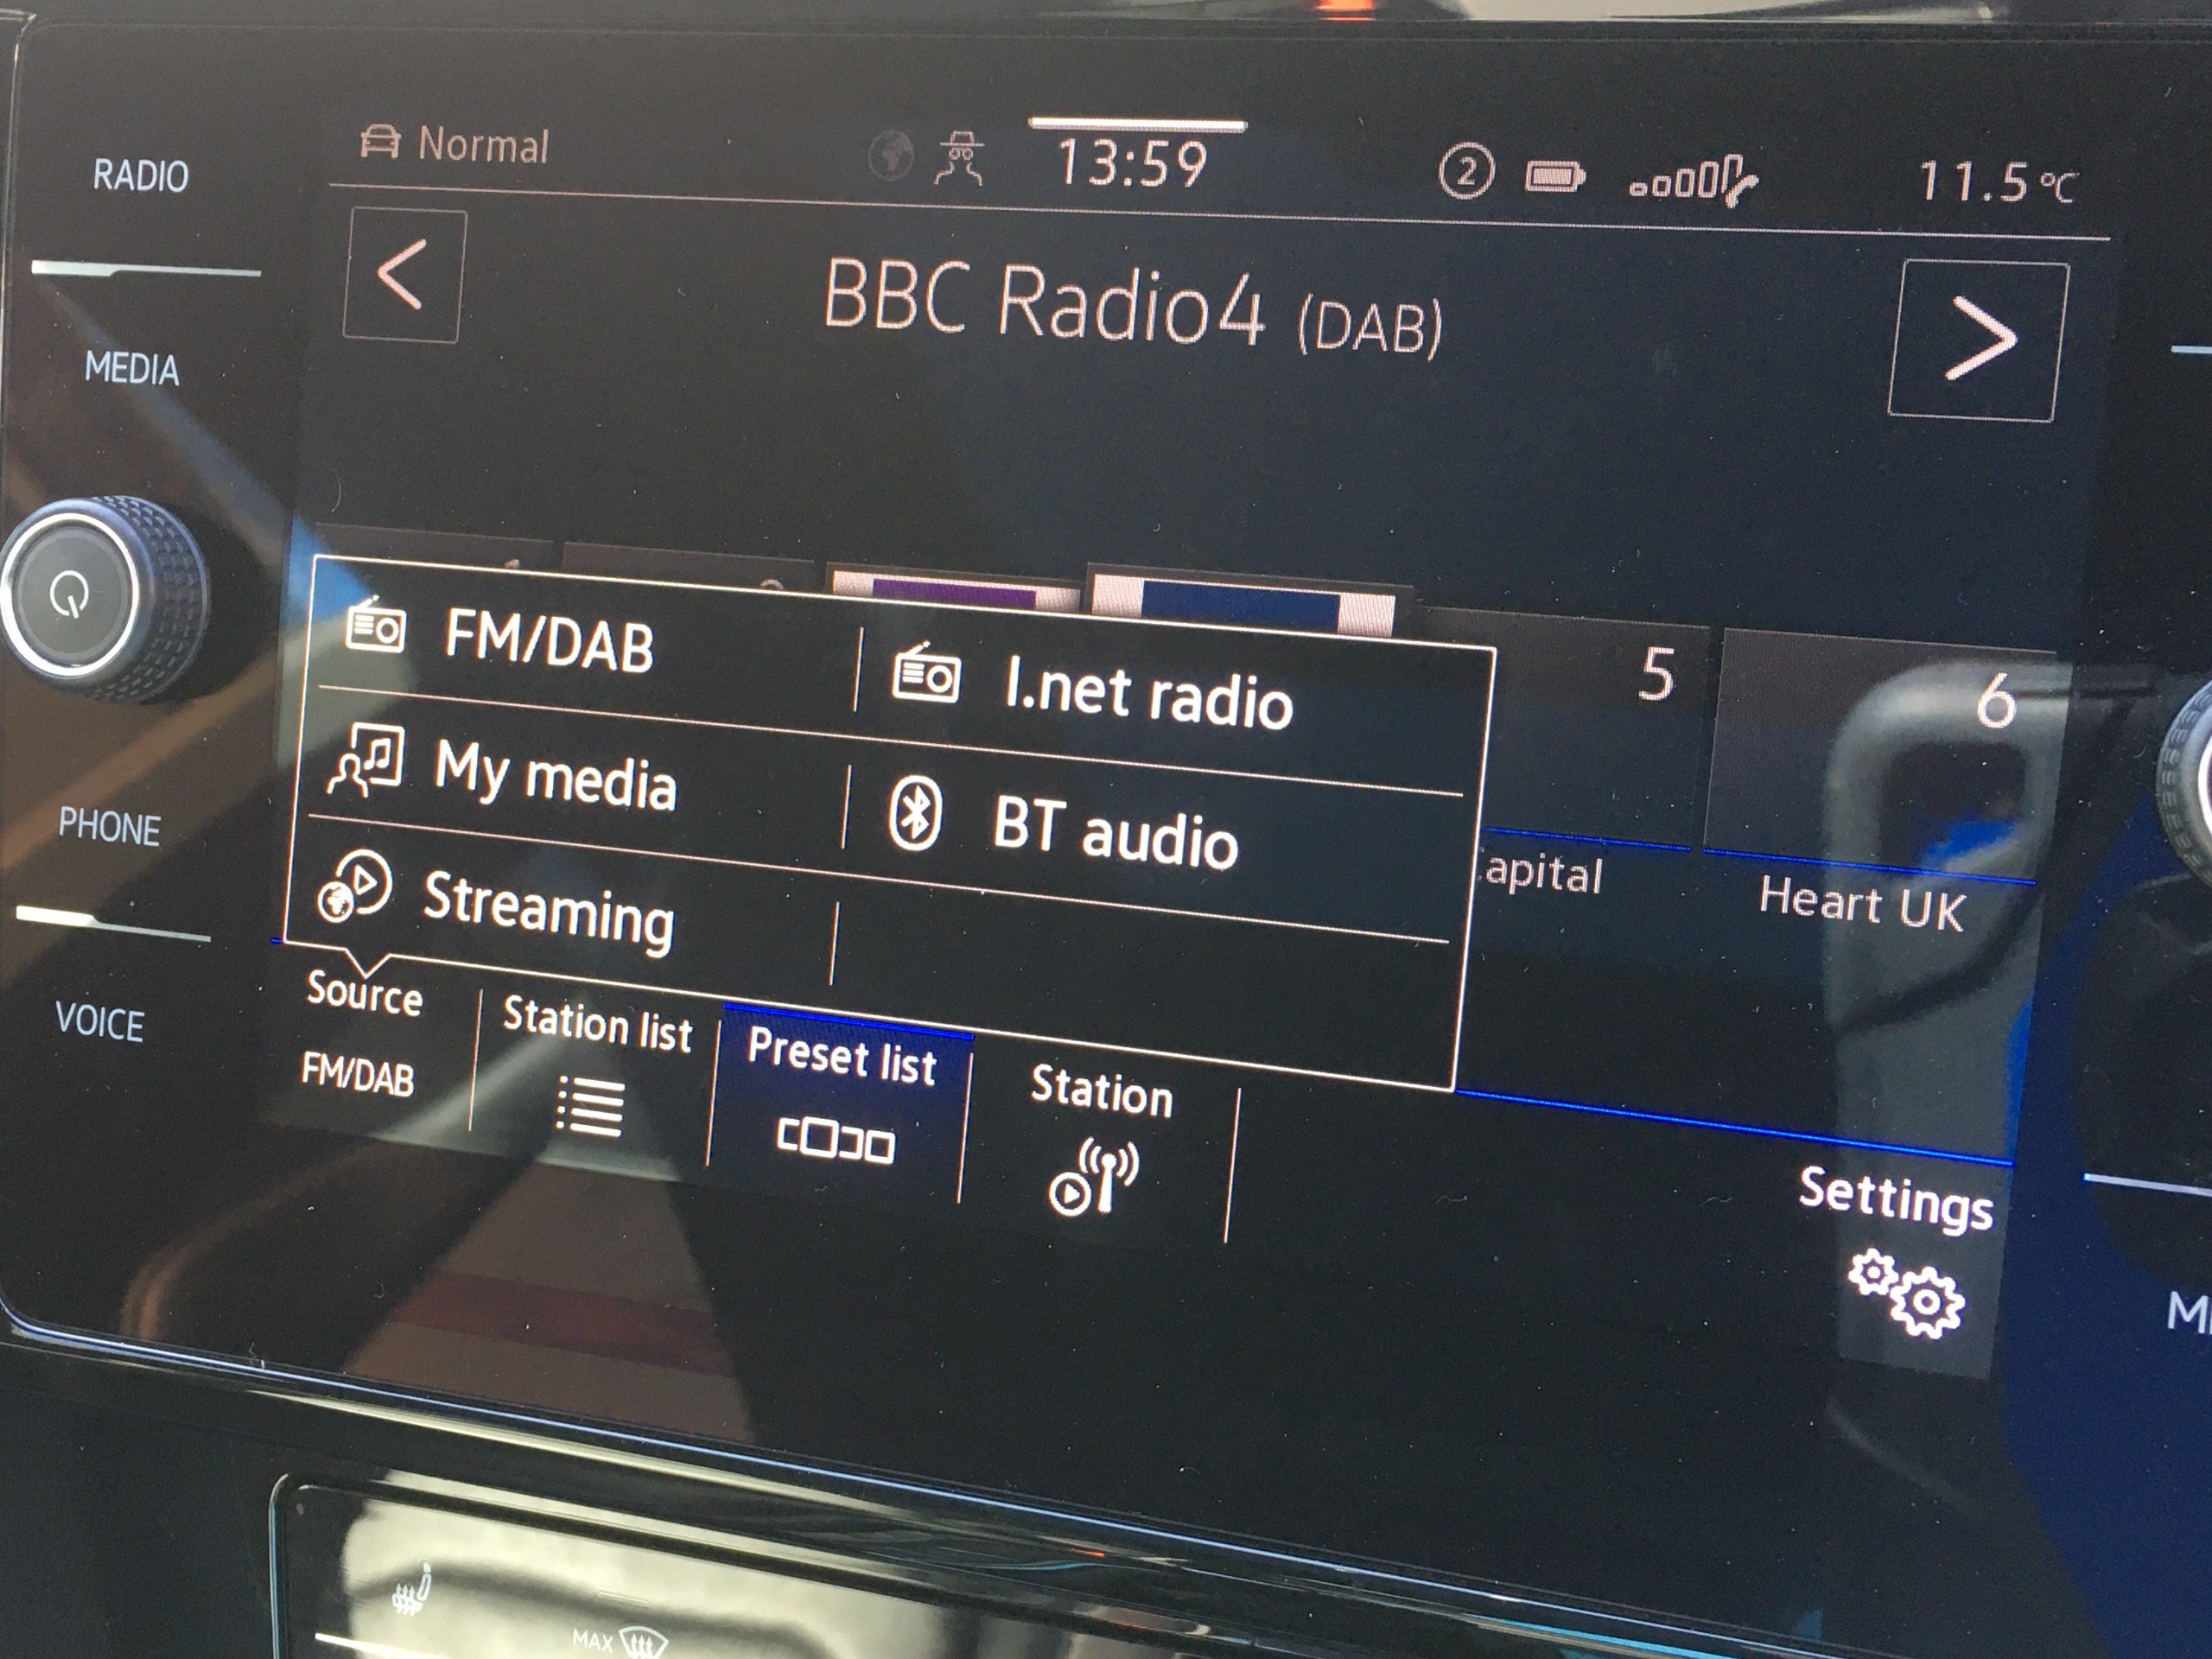 RADIO
Normal
13:59
2
11.5 °C
BBC Radio4 (DAB)
MEDIA
FM/DAB
I.net radio
5
6
My media
BT audio
PHONE
apital
Heart UK
Streaming
VOICE
Source
Station list
Preset list
Station
FM/DAB
Settings
MAX